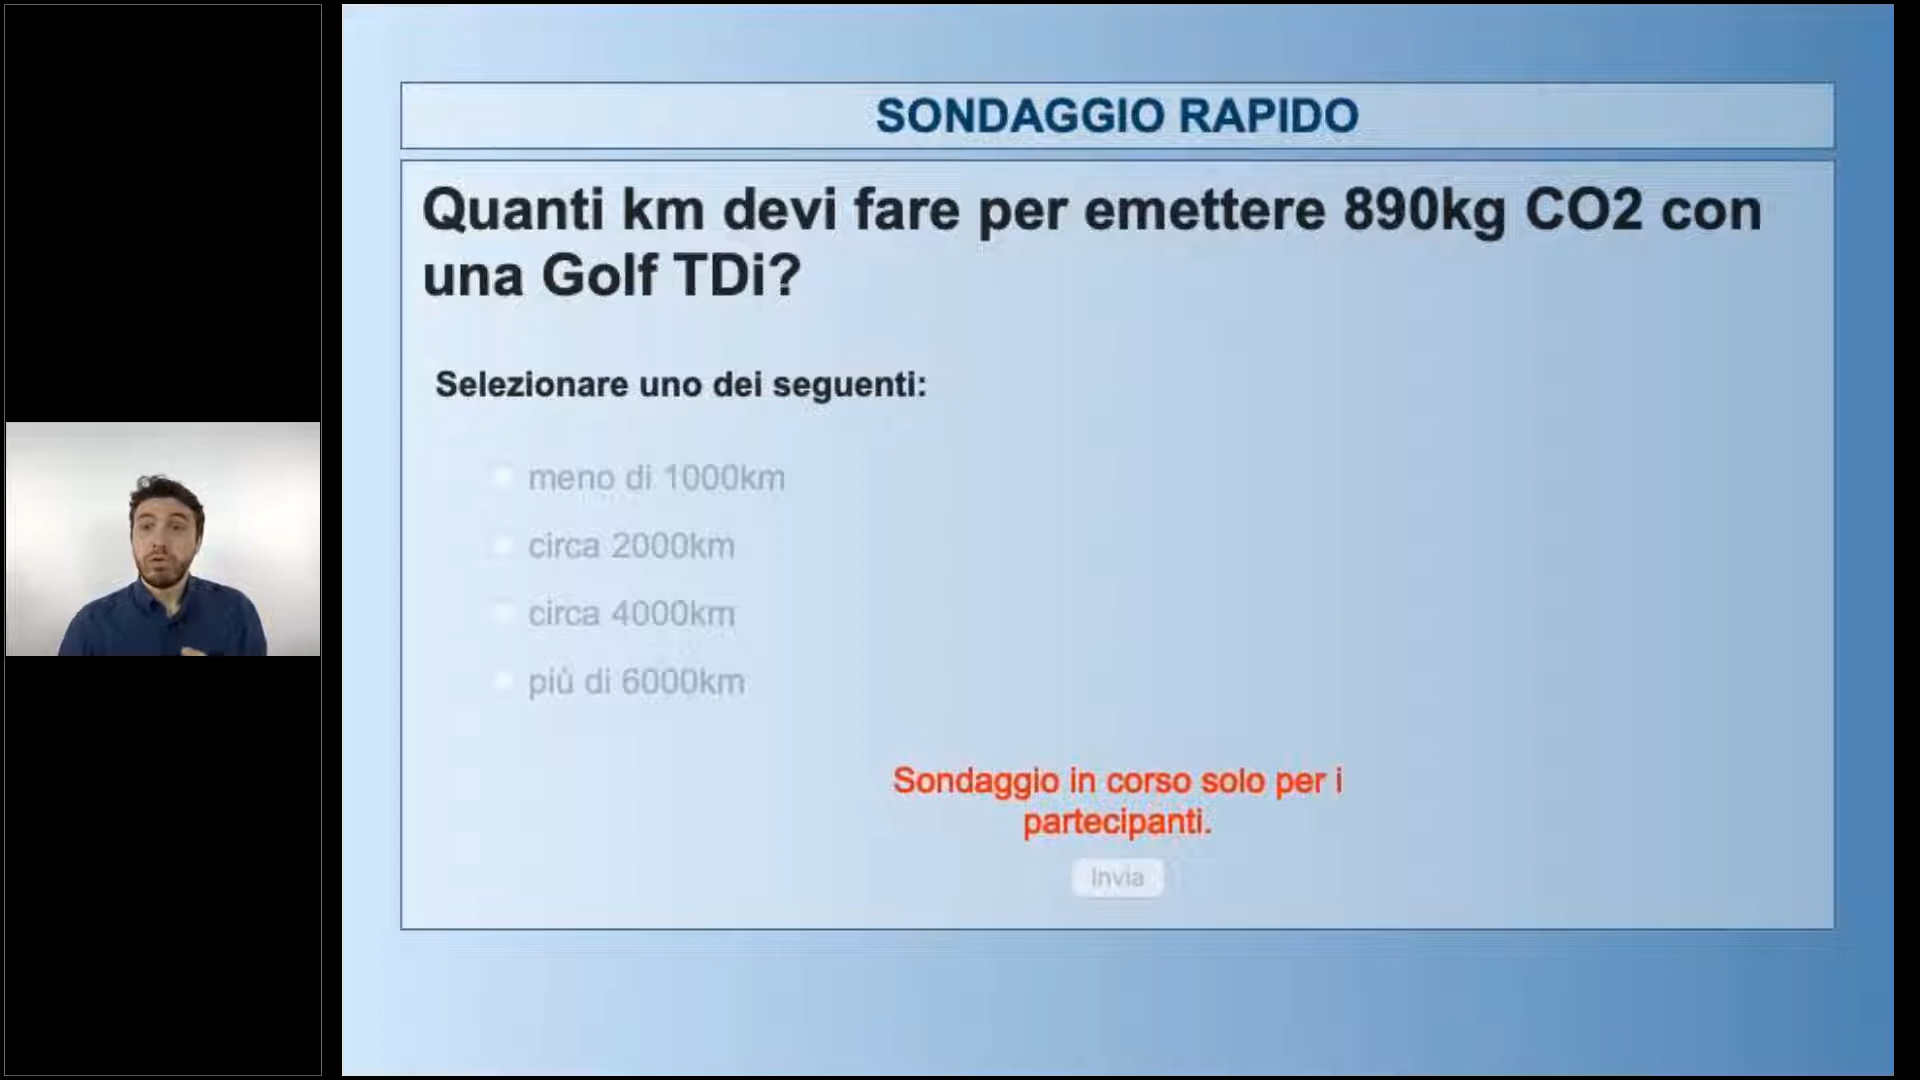 SONDAGGIO RAPIDO
Quanti km devi fare per emettere 890kg CO2 con
una Golf TDi?
Selezionare uno dei seguenti:
meno di 1000km
circa 2000km
circa 4000km
più di 6000km
Sondaggio in corso solo per i
partecipanti.
Invia